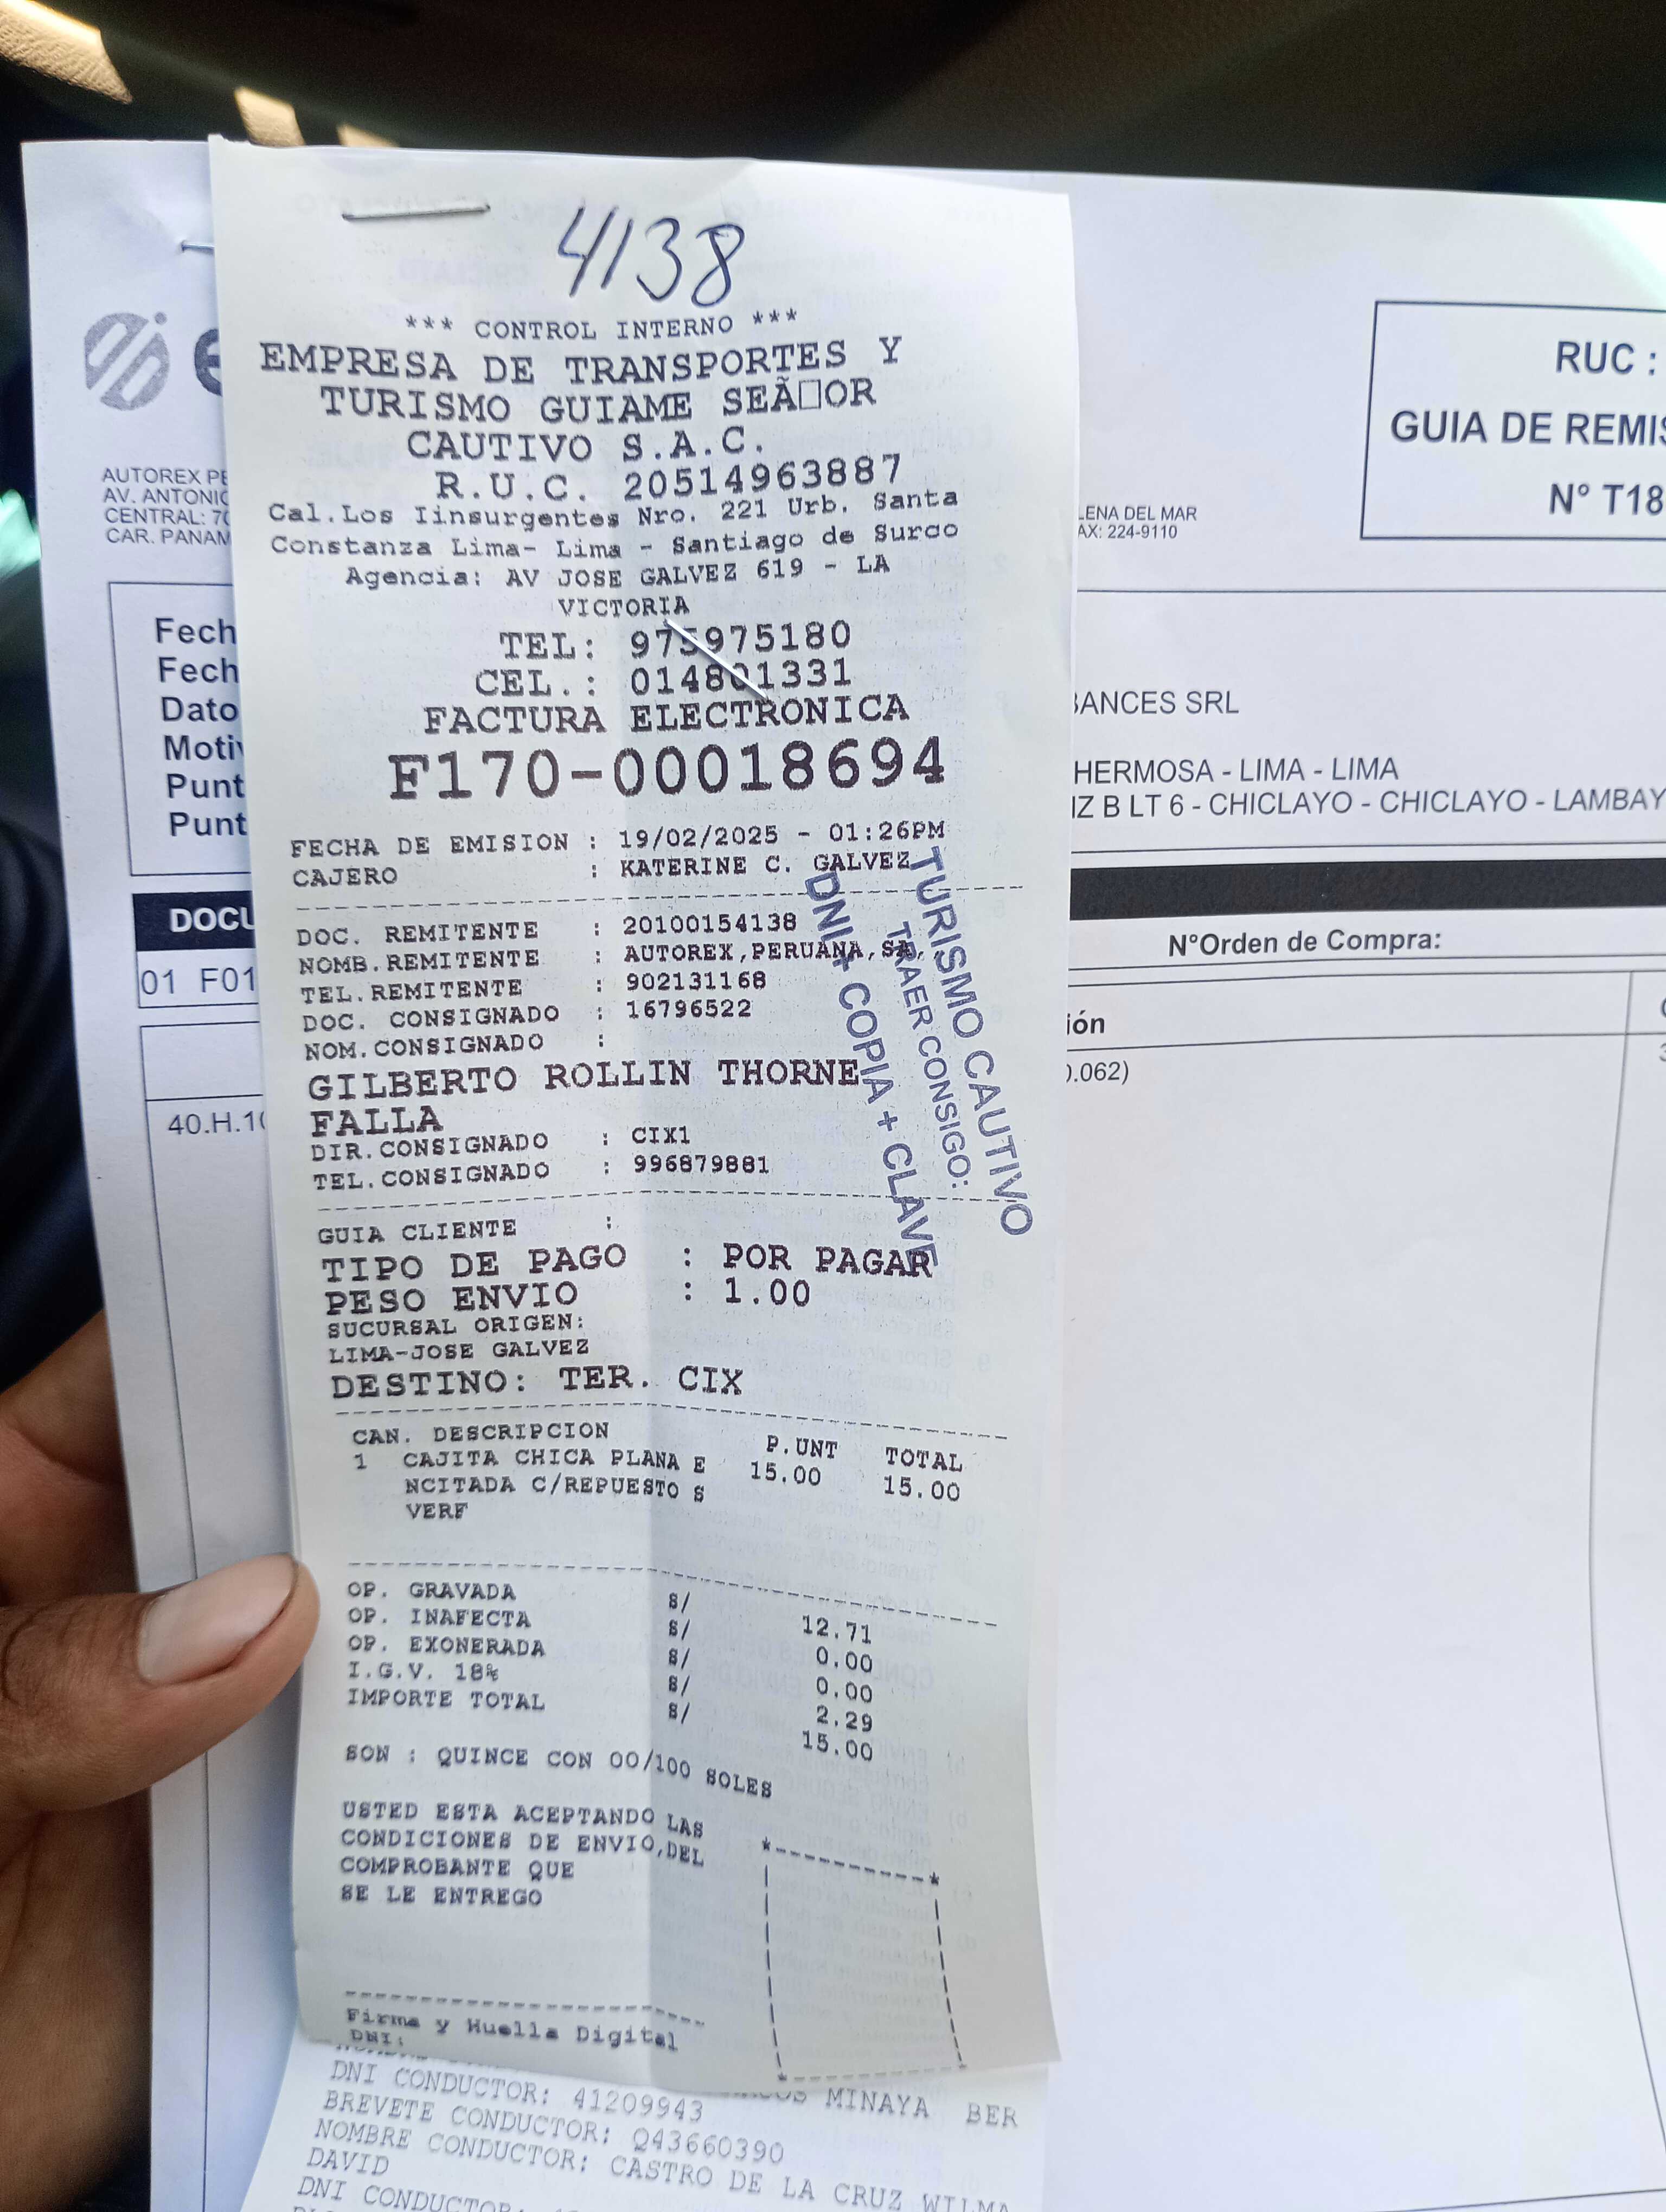 4138
*** CONTROL INTERNO ***
EMPRESA DE TRANSPORTES Y
TURISMO GUIAME SEÃ□OR
CAUTIVO S.A.C.
R.U.C. 20514963887
Cal.Los Iinsurgentes Nro. 221 Urb. Santa
Constanza Lima- Lima - Santiago de Surco
Agencia: AV JOSE GALVEZ 619 - LA
VICTORIA
TEL: 975975180
CEL.: 014801331
FACTURA ELECTRONICA
F170-00018694
FECHA DE EMISION : 19/02/2025 - 01:26PM
CAJERO : KATERINE C. GALVEZ
DOC. REMITENTE : 20100154138
NOMB.REMITENTE : AUTOREX,PERUANA,SA,
TEL.REMITENTE : 902131168
DOC. CONSIGNADO : 16796522
NOM.CONSIGNADO :
GILBERTO ROLLIN THORNE
FALLA
DIR.CONSIGNADO : CIX1
TEL.CONSIGNADO : 996879881
GUIA CLIENTE :
TIPO DE PAGO : POR PAGAR
PESO ENVIO : 1.00
SUCURSAL ORIGEN:
LIMA-JOSE GALVEZ
DESTINO: TER. CIX
CAN. DESCRIPCION P.UNT TOTAL
1 CAJITA CHICA PLANA E 15.00 15.00
NCITADA C/REPUESTO S
VERF
OP. GRAVADA S/ 12.71
OP. INAFECTA S/ 0.00
OP. EXONERADA S/ 0.00
I.G.V. 18% S/ 2.29
IMPORTE TOTAL S/ 15.00
SON : QUINCE CON 00/100 SOLES
USTED ESTA ACEPTANDO LAS
CONDICIONES DE ENVIO,DEL
COMPROBANTE QUE
SE LE ENTREGO
Firma y Huella Digital
DNI:
TURISMO CAUTIVO
TRAER CONSIGO:
DNI + COPIA + CLAVE
MINAYA BER
DNI CONDUCTOR: 41209943
BREVETE CONDUCTOR: Q43660390
NOMBRE CONDUCTOR: CASTRO DE LA CRUZ WILMA
DAVID
DNI CONDUCTOR:
AUTOREX PE
AV. ANTONIO
CENTRAL: 70
CAR. PANAM
LENA DEL MAR
AX: 224-9110
RUC :
GUIA DE REMIS
N° T18
Fech
Fech
Dato
Motiv
Punt
Punt
BANCES SRL
HERMOSA - LIMA - LIMA
IZ B LT 6 - CHICLAYO - CHICLAYO - LAMBAY
DOCU
N°Orden de Compra:
01 F01
ión
0.062)
40.H.10